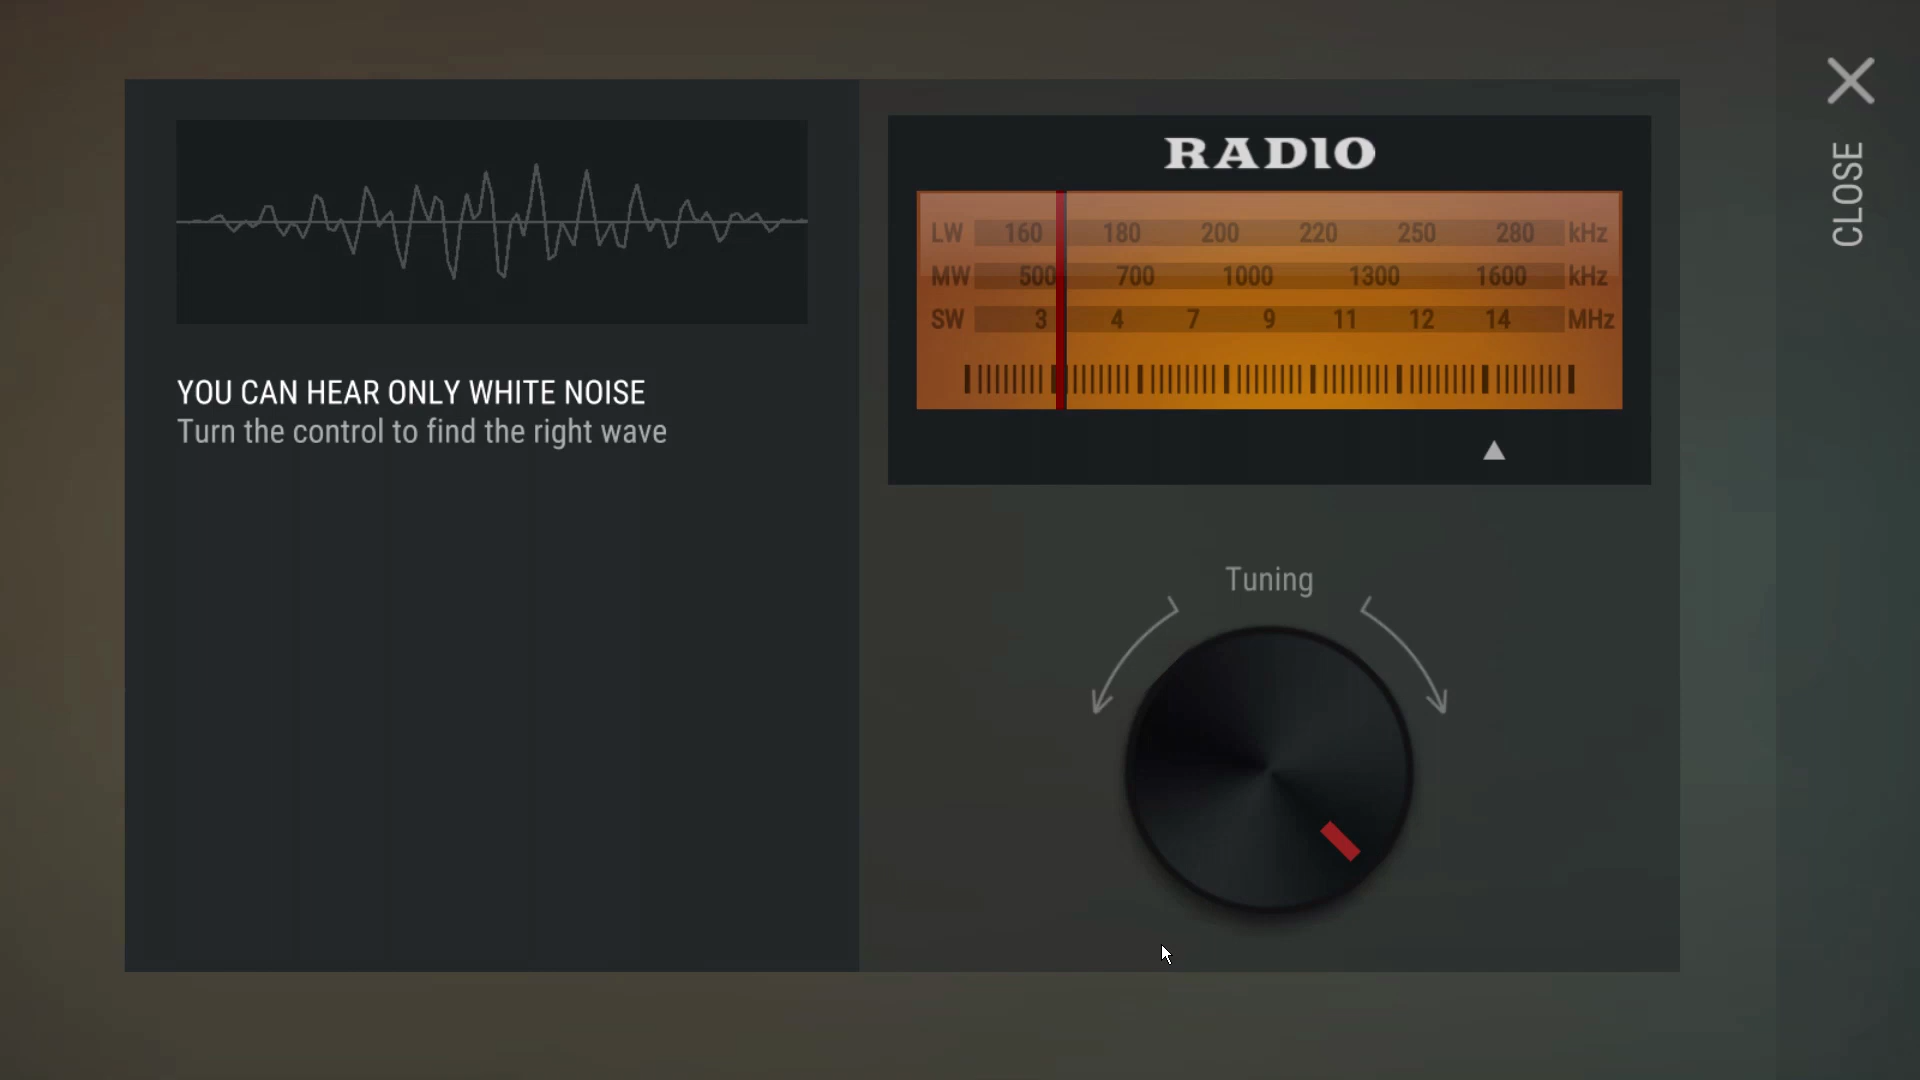 YOU CAN HEAR ONLY WHITE NOISE
Turn the control to find the right wave
RADIO
LW 160 180 200 220 250 280 kHz
MW 500 700 1000 1300 1600 kHz
SW 3 4 7 9 11 12 14 MHz
Tuning
CLOSE